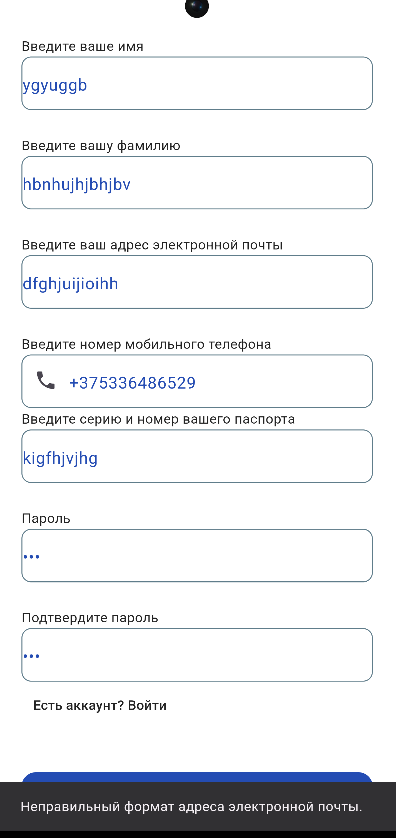 Введите ваше имя
ygyuggb
Введите вашу фамилию
hbnhujhjbhjbv
Введите ваш адрес электронной почты
dfghjuijioihh
Введите номер мобильного телефона
+375336486529
Введите серию и номер вашего паспорта
kigfhjvjhg
Пароль
•••
Подтвердите пароль
•••
Есть аккаунт? Войти
Неправильный формат адреса электронной почты.